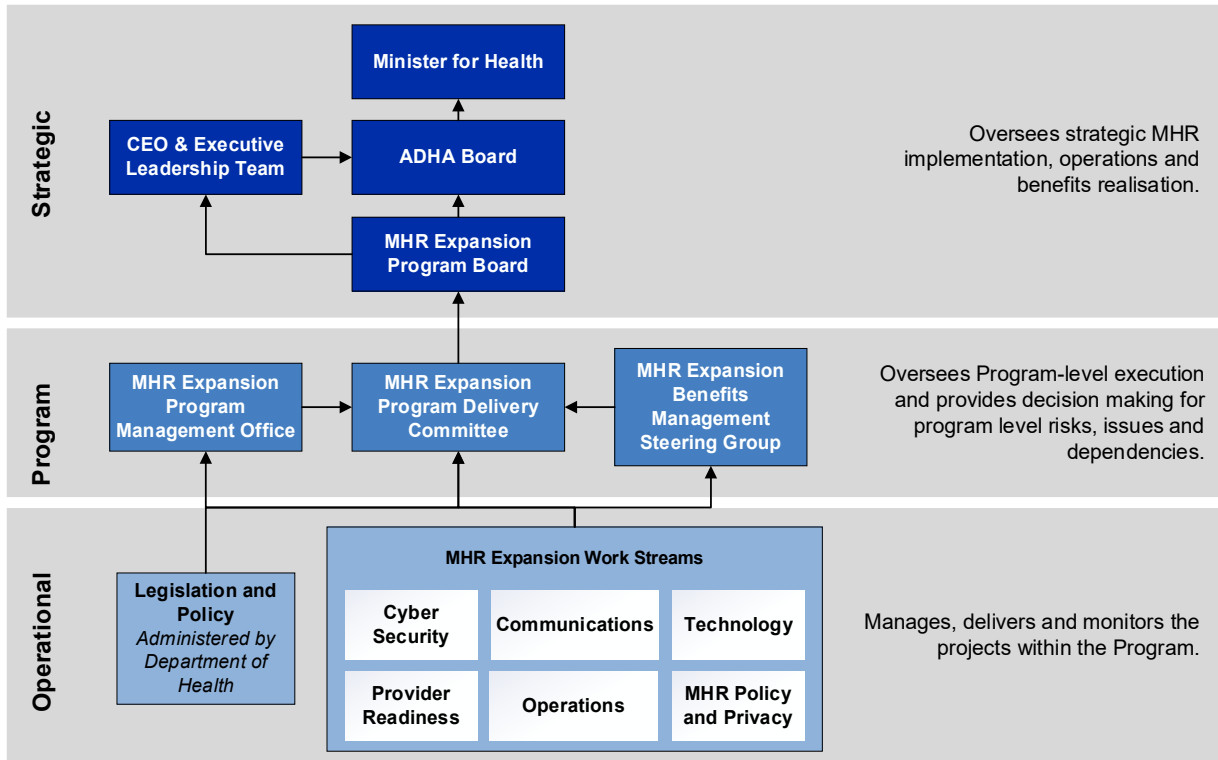 Strategic
Minister for Health
CEO & Executive
Leadership Team
ADHA Board
MHR Expansion
Program Board
Oversees strategic MHR
implementation, operations and
benefits realisation.
Program
MHR Expansion
Program
Management Office
MHR Expansion
Program Delivery
Committee
MHR Expansion
Benefits
Management
Steering Group
Oversees Program-level execution
and provides decision making for
program level risks, issues and
dependencies.
Operational
Legislation and
Policy
Administered by
Department of
Health
MHR Expansion Work Streams
Cyber
Security
Communications
Technology
Provider
Readiness
Operations
MHR Policy
and Privacy
Manages, delivers and monitors the
projects within the Program.